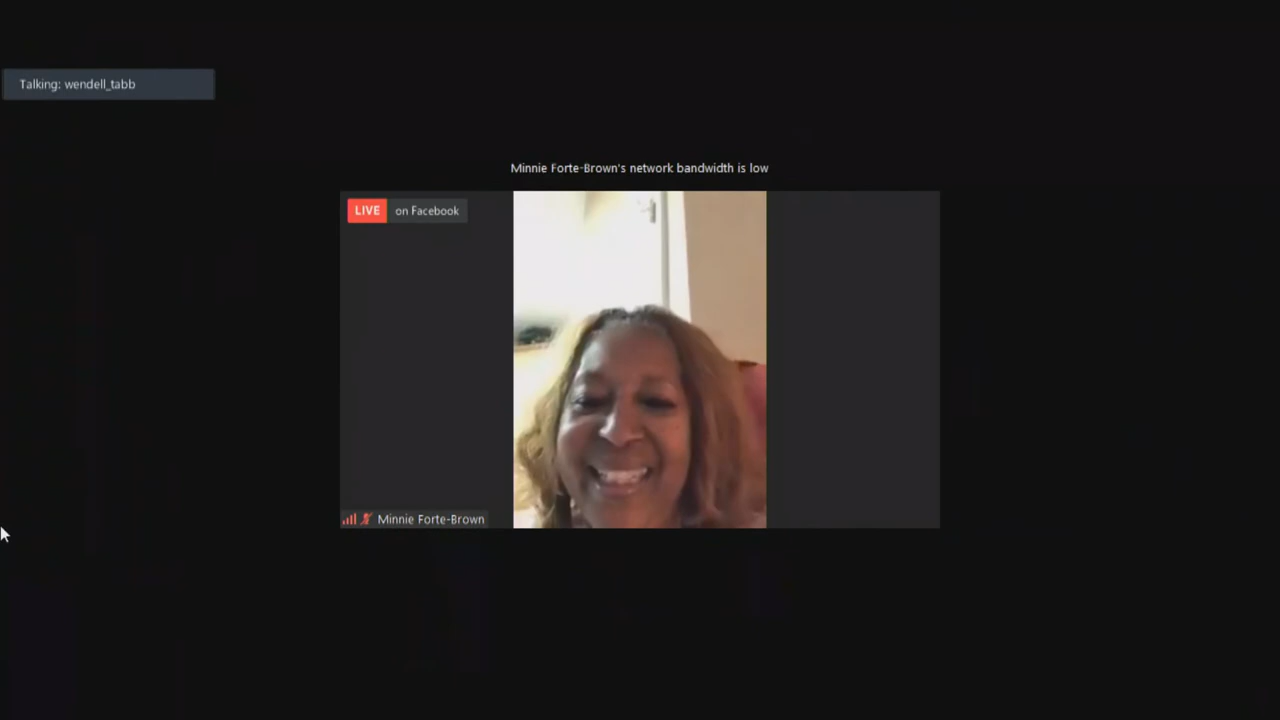 Talking: wendell_tabb
Minnie Forte-Brown's network bandwidth is low
LIVE on Facebook
Minnie Forte-Brown